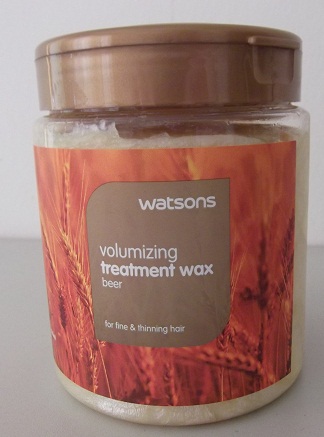 watsons
volumizing
treatment wax
beer
for fine & thinning hair